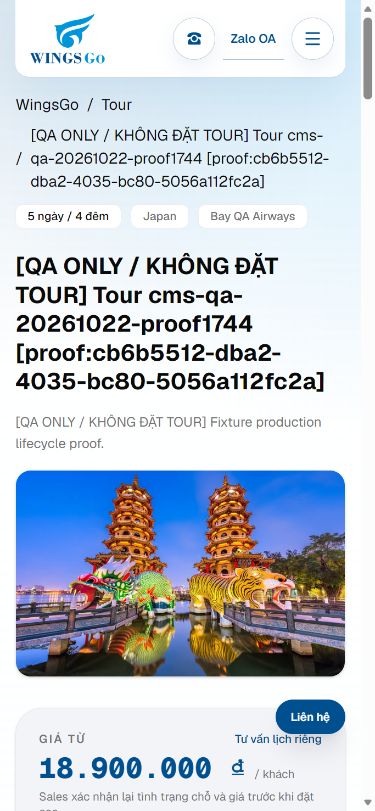 WINGS GO
Zalo OA
WingsGo / Tour
[QA ONLY / KHÔNG ĐẶT TOUR] Tour cms-
/ qa-20261022-proof1744 [proof:cb6b5512-
dba2-4035-bc80-5056a112fc2a]
5 ngày / 4 đêm
Japan
Bay QA Airways
[QA ONLY / KHÔNG ĐẶT
TOUR] Tour cms-qa-
20261022-proof1744
[proof:cb6b5512-dba2-
4035-bc80-5056a112fc2a]
[QA ONLY / KHÔNG ĐẶT TOUR] Fixture production
lifecycle proof.
Liên hệ
GIÁ TỪ
Tư vấn lịch riêng
18.900.000 ₫ / khách
Sales xác nhận lại tình trạng chỗ và giá trước khi đặt